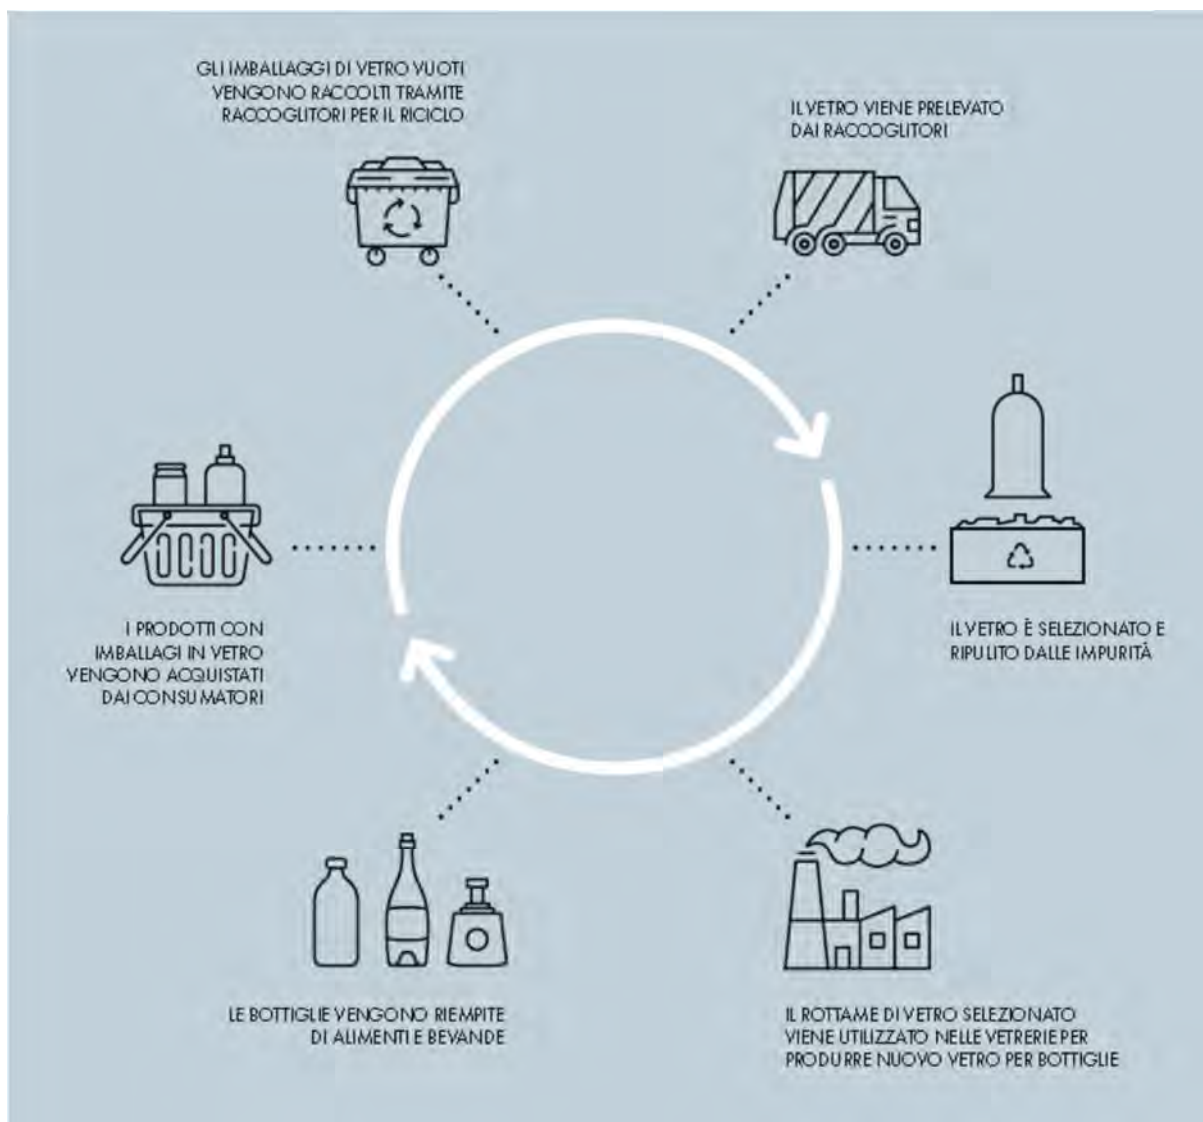 GLI IMBALLAGGI DI VETRO VUOTI
VENGONO RACCOLTI TRAMITE
RACCOGLITORI PER IL RICICLO
IL VETRO VIENE PRELEVATO
DAI RACCOGLITORI
IL VETRO È SELEZIONATO E
RIPULITO DALLE IMPURITÀ
IL ROTTAME DI VETRO SELEZIONATO
VIENE UTILIZZATO NELLE VETRERIE PER
PRODURRE NUOVO VETRO PER BOTTIGLIE
LE BOTTIGLIE VENGONO RIEMPITE
DI ALIMENTI E BEVANDE
I PRODOTTI CON
IMBALLAGI IN VETRO
VENGONO ACQUISTATI
DAI CONSUMATORI